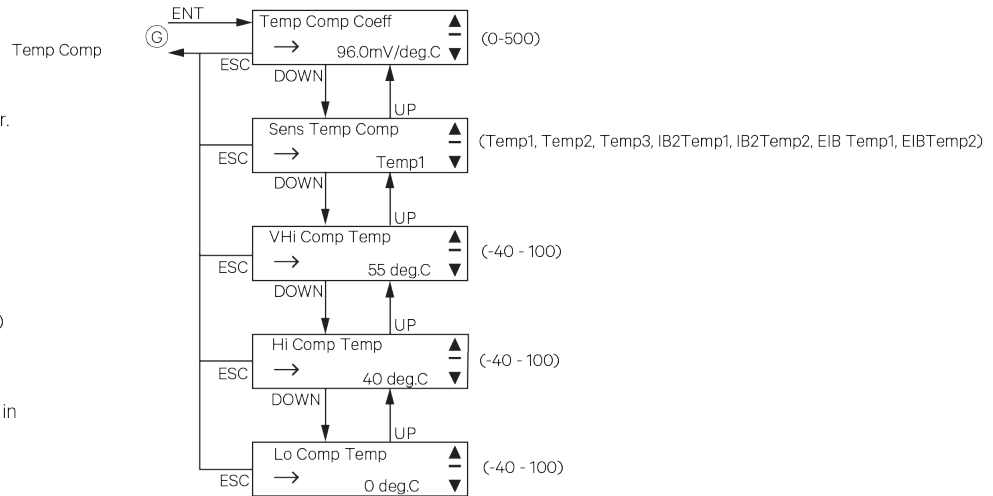 ENT
Temp Comp
G
Temp Comp Coeff
96.0mV/deg.C
(0-500)
ESC
DOWN
UP
r.
Sens Temp Comp
Temp1
(Temp1, Temp2, Temp3, IB2Temp1, IB2Temp2, EIB Temp1, EIBTemp2)
ESC
DOWN
UP
VHi Comp Temp
55 deg.C
(-40 - 100)
ESC
DOWN
UP
)
Hi Comp Temp
40 deg.C
(-40 - 100)
ESC
DOWN
UP
in
Lo Comp Temp
0 deg.C
(-40 - 100)
ESC